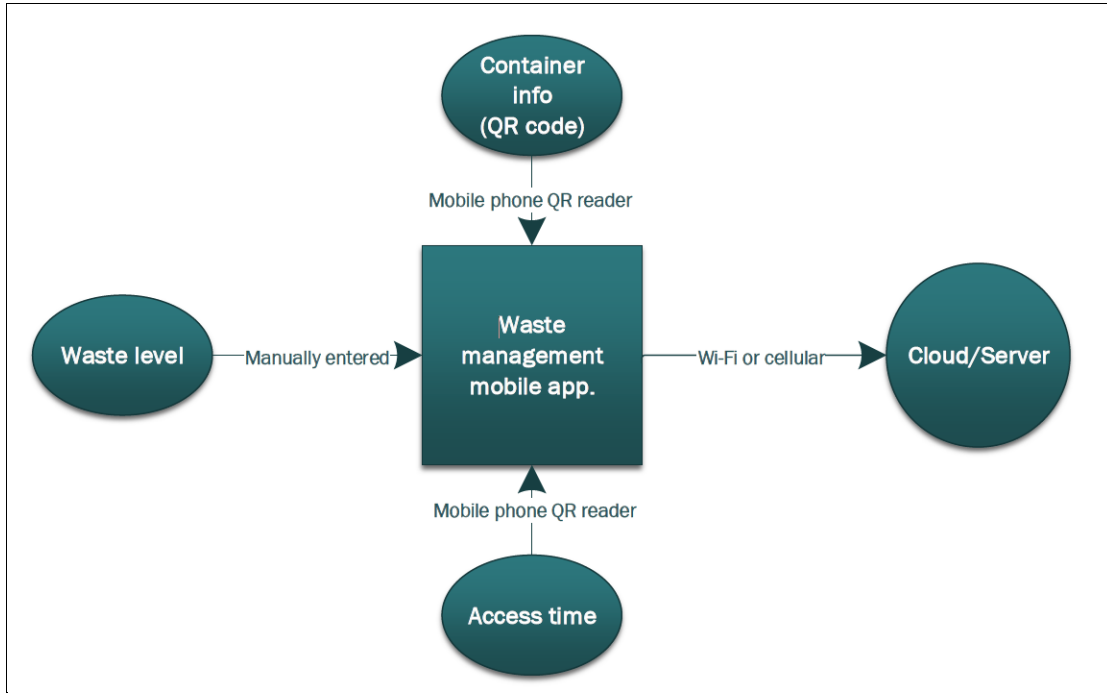 Container
info
(QR code)
Mobile phone QR reader
Waste level
Manually entered
Waste
management
mobile app.
Wi-Fi or cellular
Cloud/Server
Mobile phone QR reader
Access time